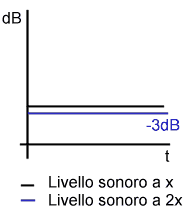 dB
-3dB
t
Livello sonoro a x
Livello sonoro a 2x